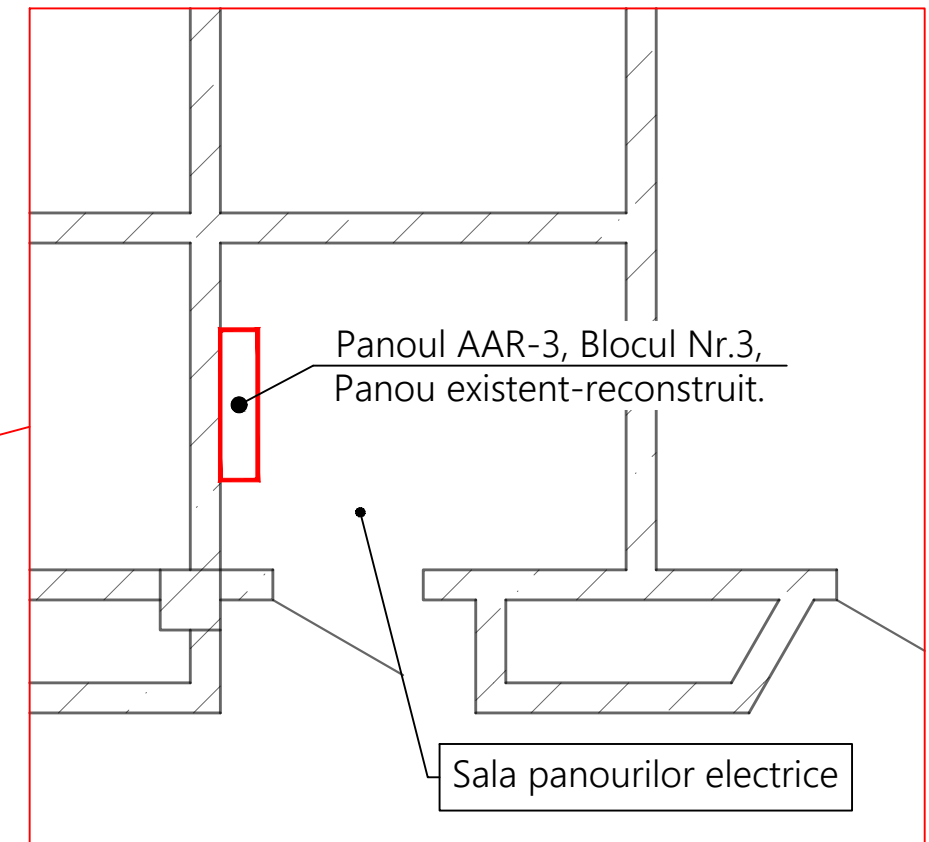 Panoul AAR-3, Blocul Nr.3,
Panou existent-reconstruit.
Sala panourilor electrice